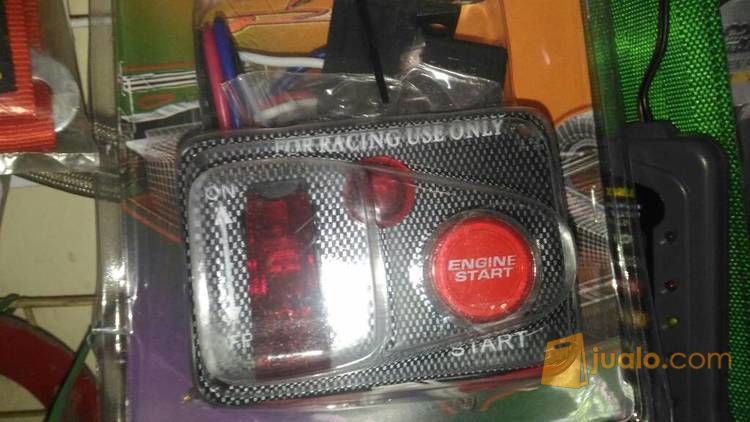 FOR RACING USE ONLY
ON
ENGINE
START
START
jualo.com